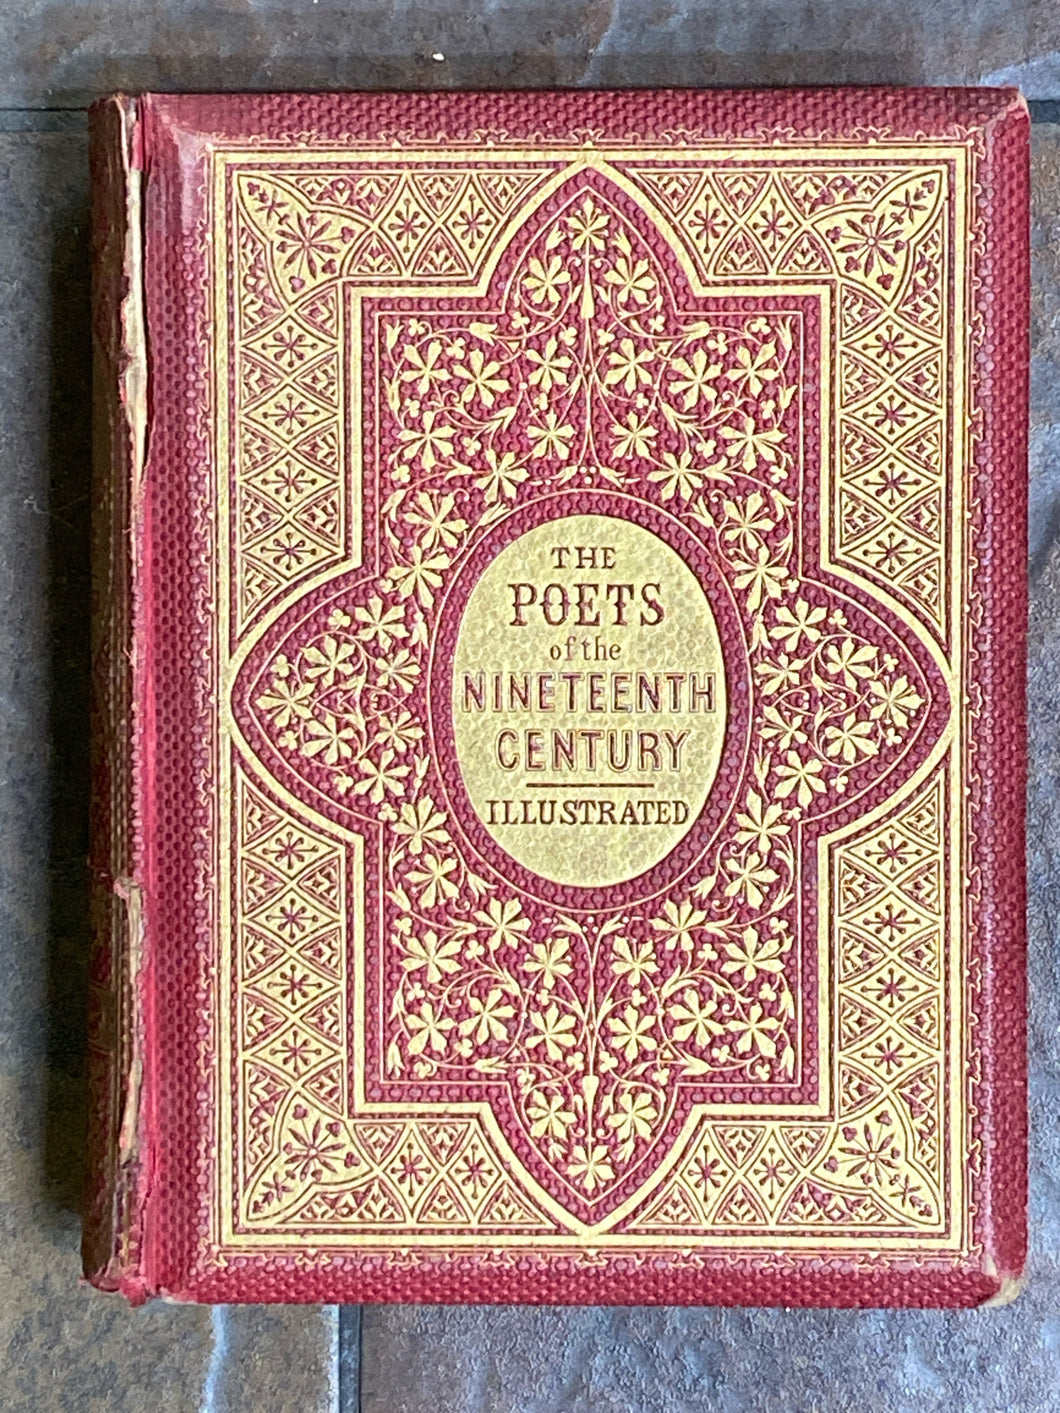 THE
POETS
of the
NINETEENTH
CENTURY
ILLUSTRATED